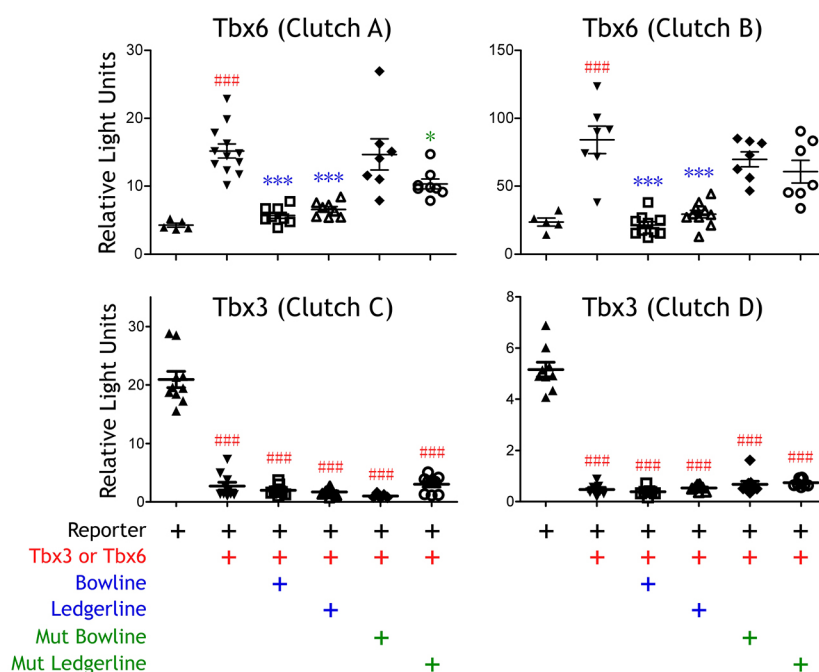 Tbx6 (Clutch A)
Relative Light Units
30
20
10
0
###
***
***
*
Tbx6 (Clutch B)
150
100
50
0
###
***
***
Tbx3 (Clutch C)
Relative Light Units
30
20
10
0
###
###
###
###
###
Tbx3 (Clutch D)
8
6
4
2
0
###
###
###
###
###
Reporter + + + + + + + + + + + +
Tbx3 or Tbx6 + + + + + + + + + +
Bowline + +
Ledgerline + +
Mut Bowline + +
Mut Ledgerline + +